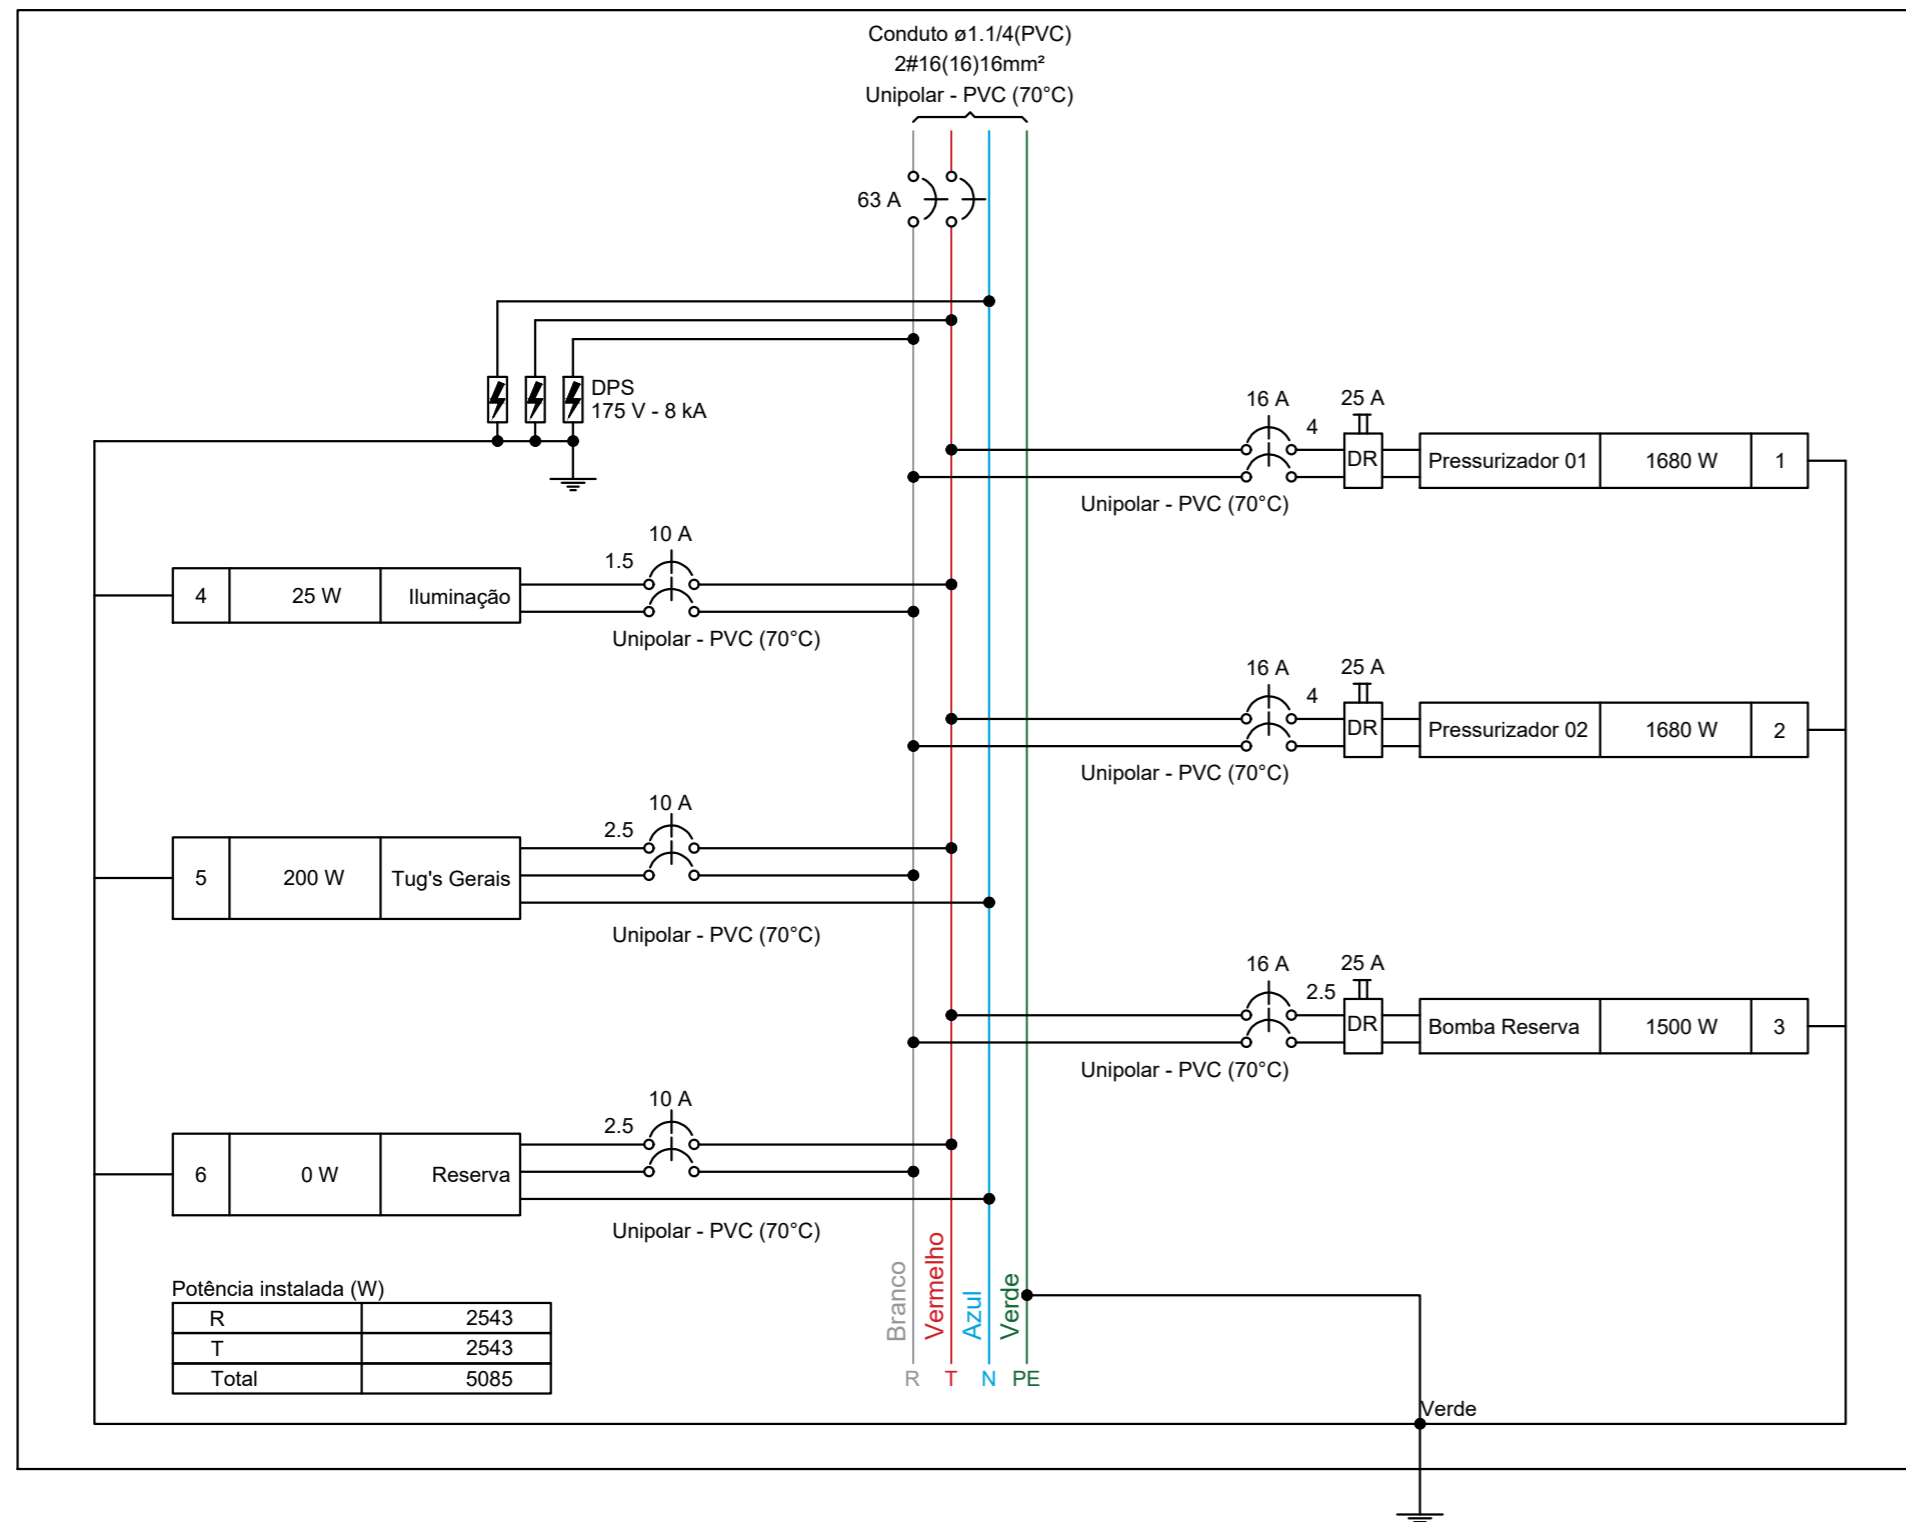 Conduto ø1.1/4(PVC)
2#16(16)16mm²
Unipolar - PVC (70°C)
63 A
DPS
175 V - 8 kA
16 A
25 A
4
DR
Pressurizador 01
1680 W
1
Unipolar - PVC (70°C)
10 A
1.5
4
25 W
Iluminação
Unipolar - PVC (70°C)
16 A
25 A
4
DR
Pressurizador 02
1680 W
2
Unipolar - PVC (70°C)
10 A
2.5
5
200 W
Tug's Gerais
Unipolar - PVC (70°C)
16 A
25 A
2.5
DR
Bomba Reserva
1500 W
3
Unipolar - PVC (70°C)
10 A
2.5
6
0 W
Reserva
Unipolar - PVC (70°C)
Potência instalada (W)
R 2543
T 2543
Total 5085
Branco
Vermelho
Azul
Verde
R T N PE
Verde